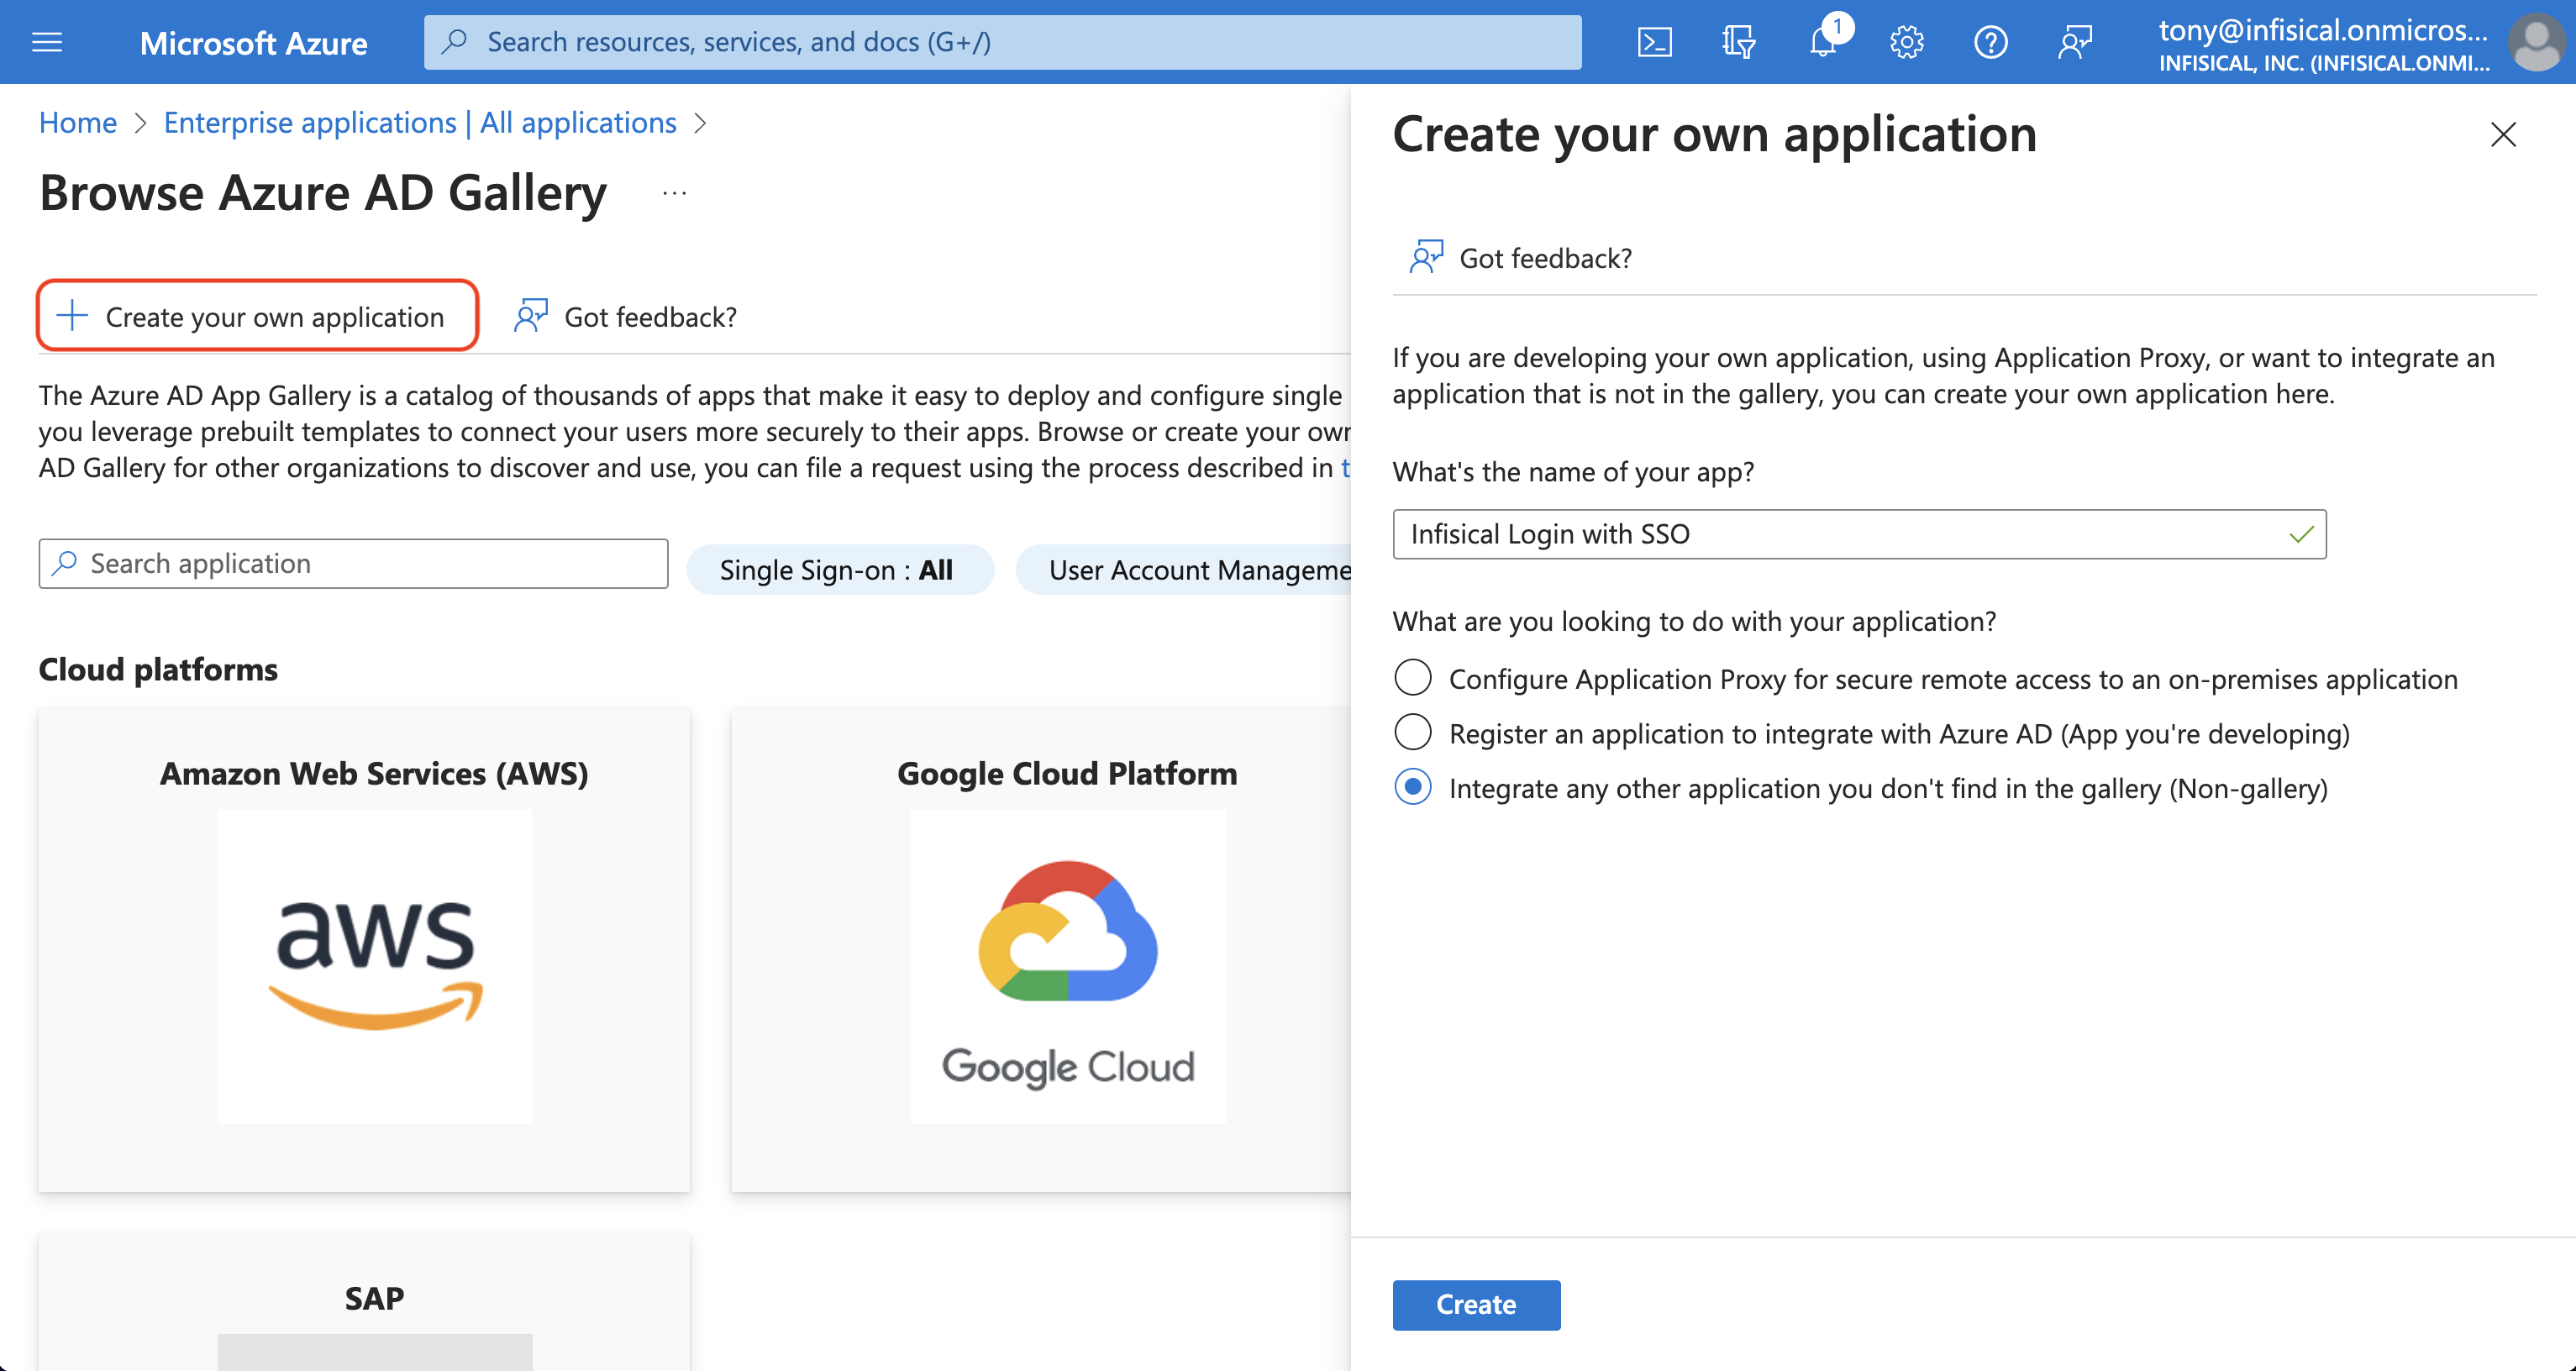 Microsoft Azure
Search resources, services, and docs (G+/)
1
tony@infisical.onmicros...
INFISICAL, INC. (INFISICAL.ONMI...
Home > Enterprise applications | All applications >
Browse Azure AD Gallery ...
Create your own application
Got feedback?
The Azure AD App Gallery is a catalog of thousands of apps that make it easy to deploy and configure single
you leverage prebuilt templates to connect your users more securely to their apps. Browse or create your own
AD Gallery for other organizations to discover and use, you can file a request using the process described in t
Search application
Single Sign-on : All
User Account Manageme
Cloud platforms
Amazon Web Services (AWS)
aws
Google Cloud Platform
Google Cloud
SAP
Create your own application
Got feedback?
If you are developing your own application, using Application Proxy, or want to integrate an
application that is not in the gallery, you can create your own application here.
What's the name of your app?
Infisical Login with SSO
What are you looking to do with your application?
Configure Application Proxy for secure remote access to an on-premises application
Register an application to integrate with Azure AD (App you're developing)
Integrate any other application you don't find in the gallery (Non-gallery)
Create